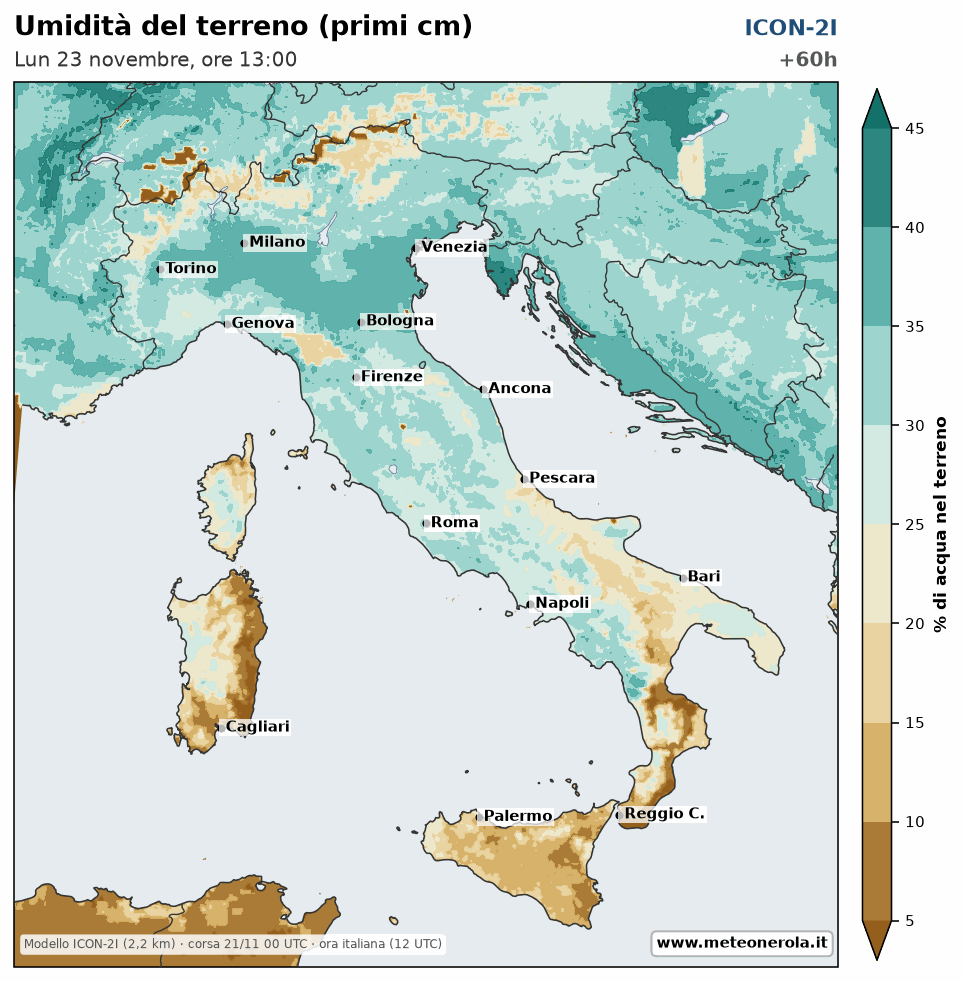 Umidità del terreno (primi cm)
ICON-2I
Lun 23 novembre, ore 13:00
+60h
Milano
Venezia
Torino
Genova
Bologna
Firenze
Ancona
Pescara
Roma
Bari
Napoli
Cagliari
Palermo
Reggio C.
45
40
35
30
25
20
15
10
5
% di acqua nel terreno
Modello ICON-2I (2,2 km) · corsa 21/11 00 UTC · ora italiana (12 UTC)
www.meteonerola.it